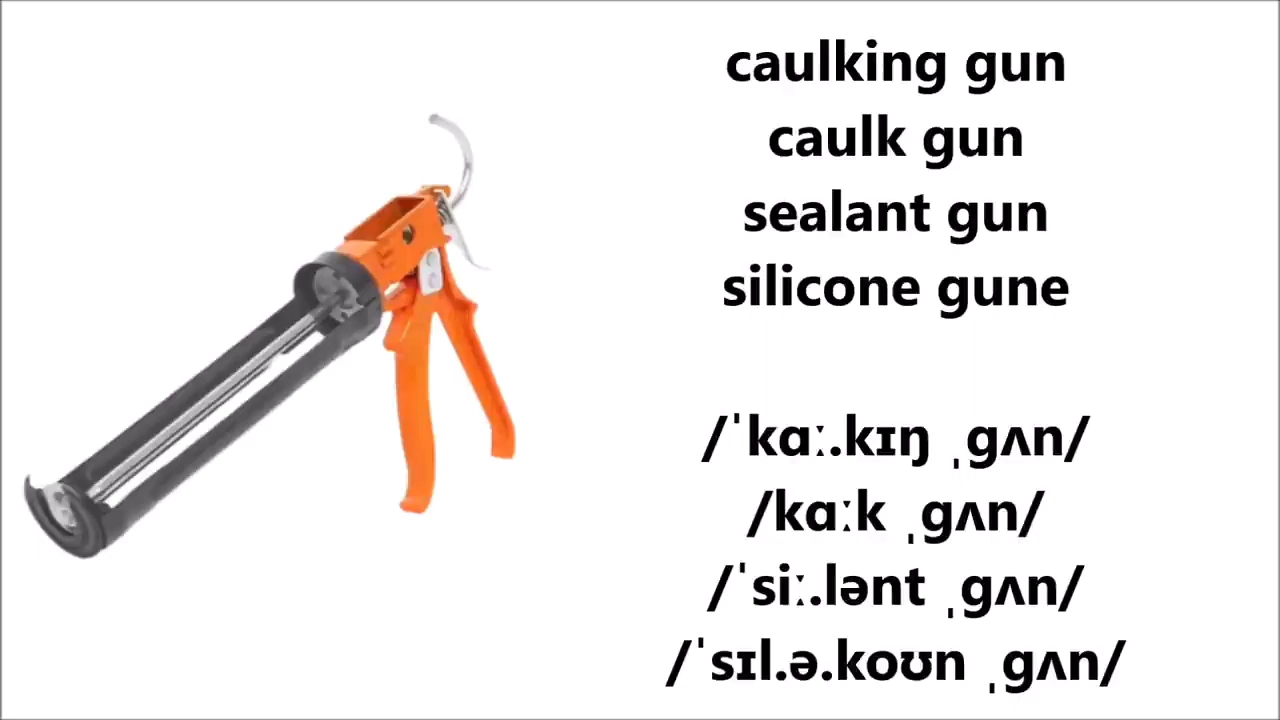 caulking gun
caulk gun
sealant gun
silicone gune
/ˈkɑː.kɪŋ ˌɡʌn/
/kɑːk ˌɡʌn/
/ˈsiː.lənt ˌɡʌn/
/ˈsɪl.ə.koʊn ˌɡʌn/